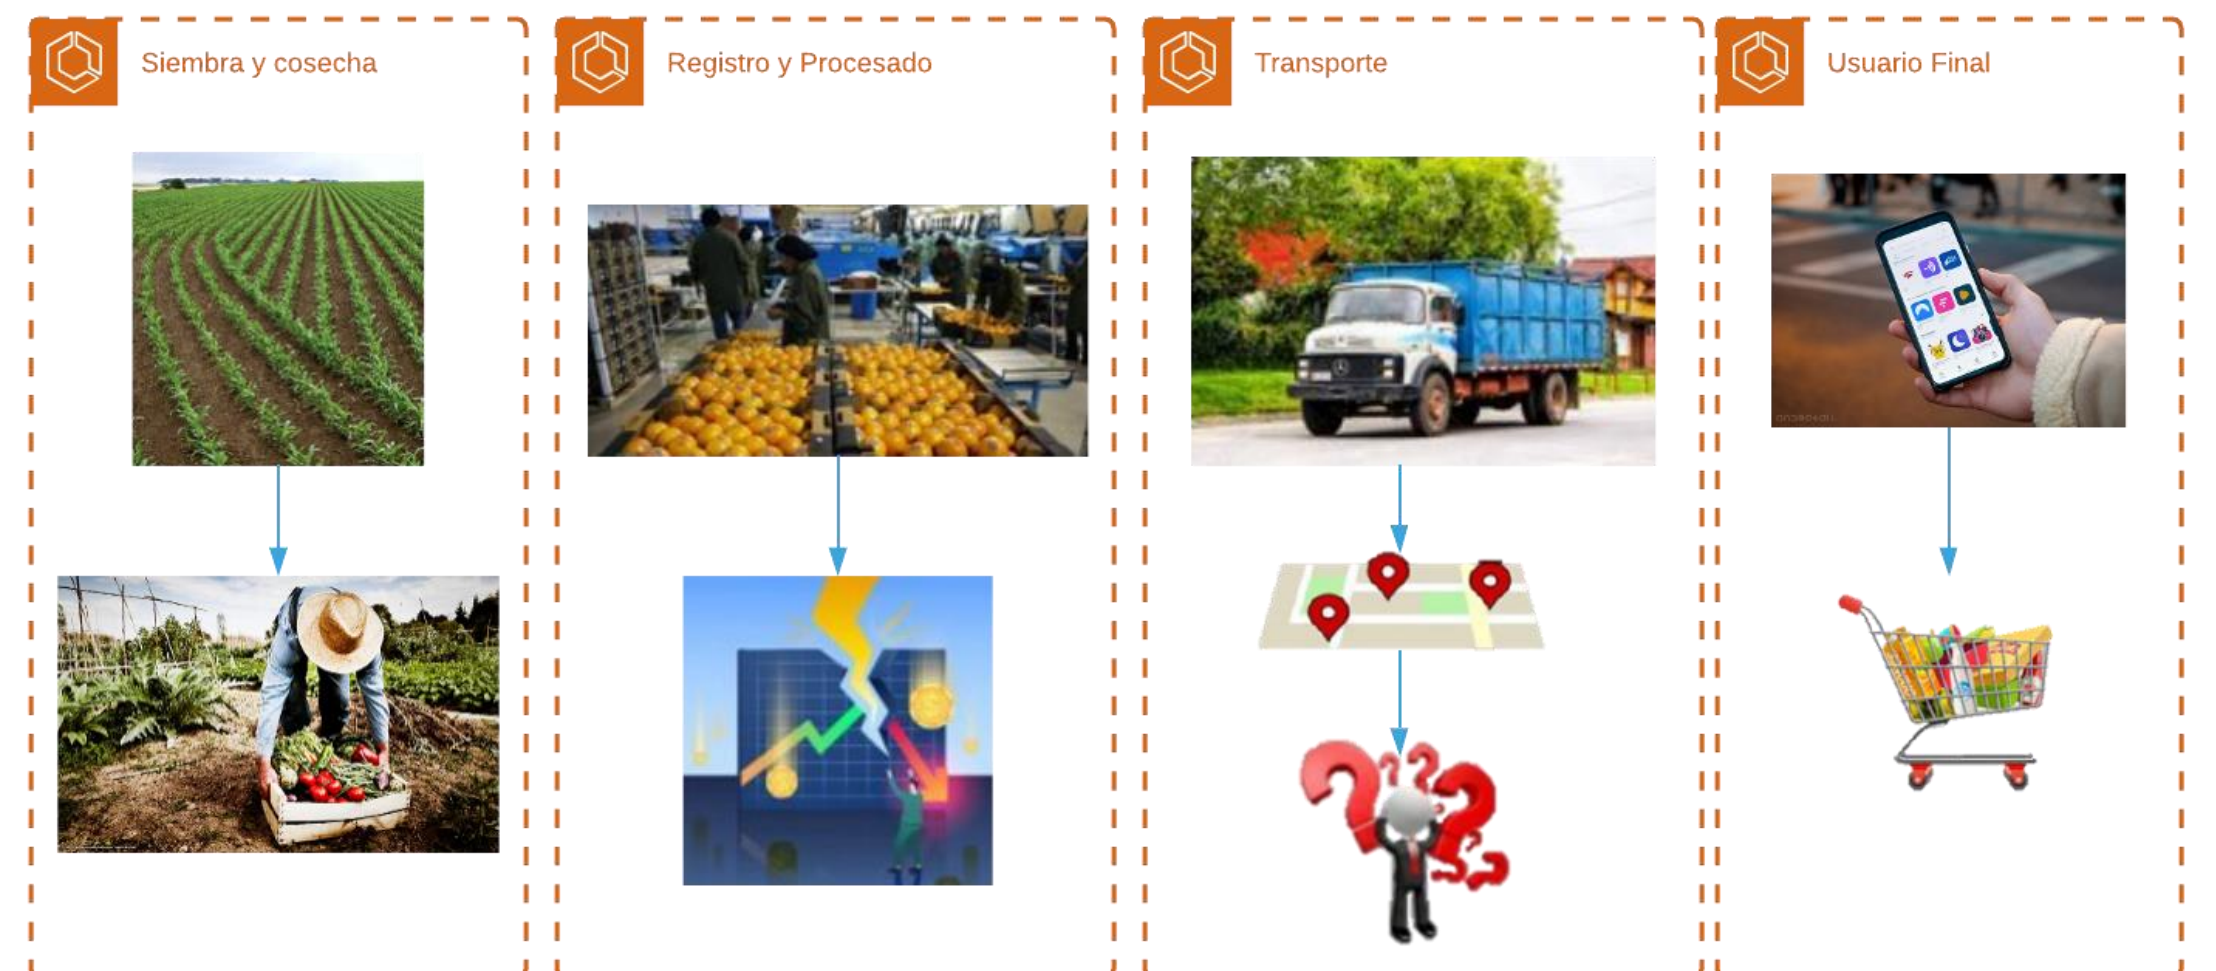 Siembra y cosecha
Registro y Procesado
Transporte
Usuario Final